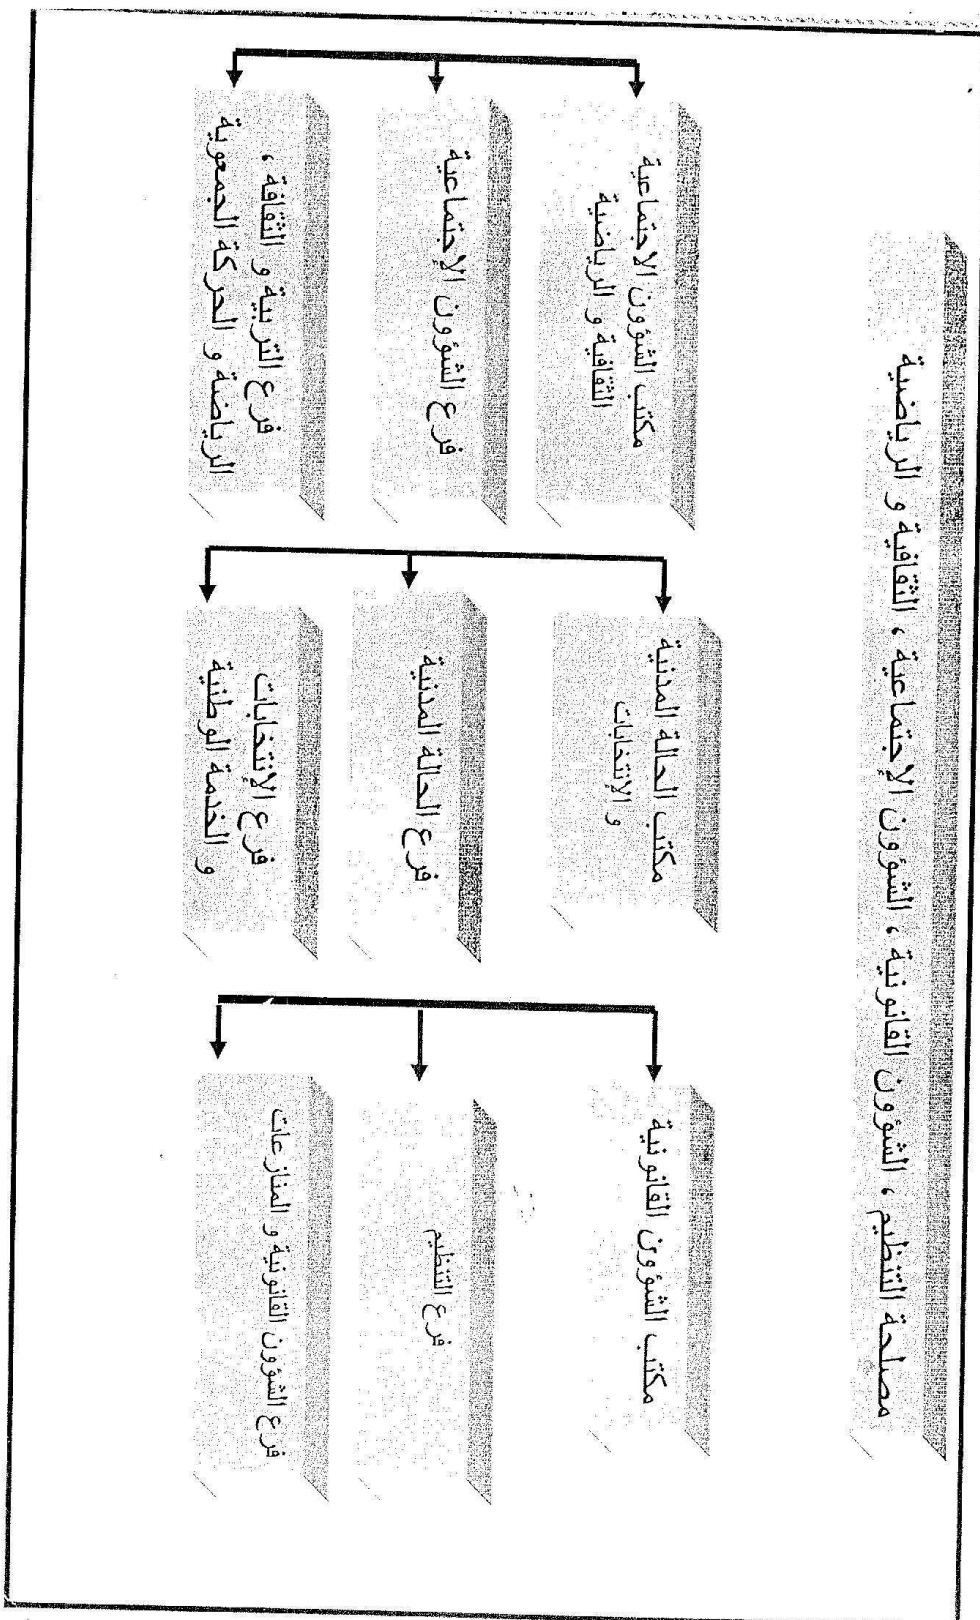 مصلحة التنظيم ، الشؤون القانونية ، الشؤون الإجتماعية ، الثقافية و الرياضية
مكتب الشؤون القانونية
فرع التنظيم
فرع الشؤون القانونية و المنازعات
مكتب الحالة المدنية
و الإنتخابات
فرع الحالة المدنية
فرع الإنتخابات
و الخدمة الوطنية
مكتب الشؤون الاجتماعية
الثقافية و الرياضية
فرع الشؤون الإجتماعية
فرع التربية و الثقافة ،
الرياضة و الحركة الجمعوية